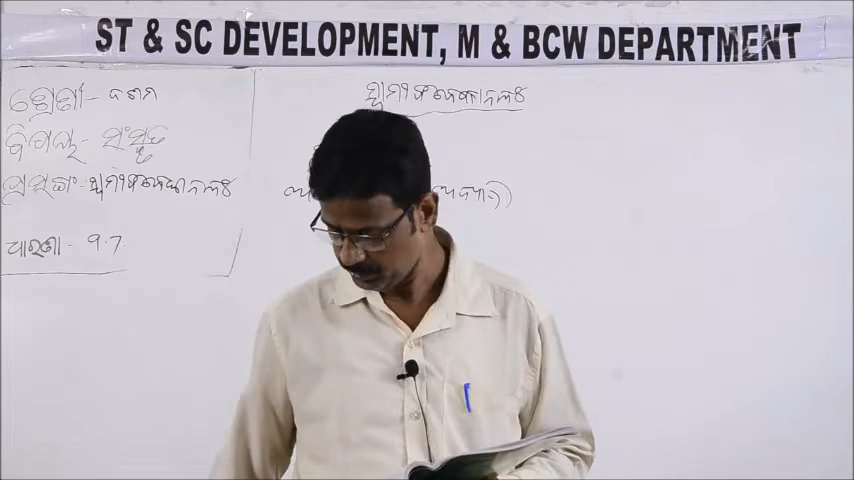 ST & SC DEVELOPMENT, M & BCW DEPARTMENT
ଶ୍ରେଣୀ - ଦଶମ
ବିଷୟ - ସଂସ୍କୃତ
ସ୍ୱାମୀ ବିବେକାନନ୍ଦଃ
ପ୍ରସଙ୍ଗ - ସ୍ୱାମୀ ବିବେକାନନ୍ଦଃ